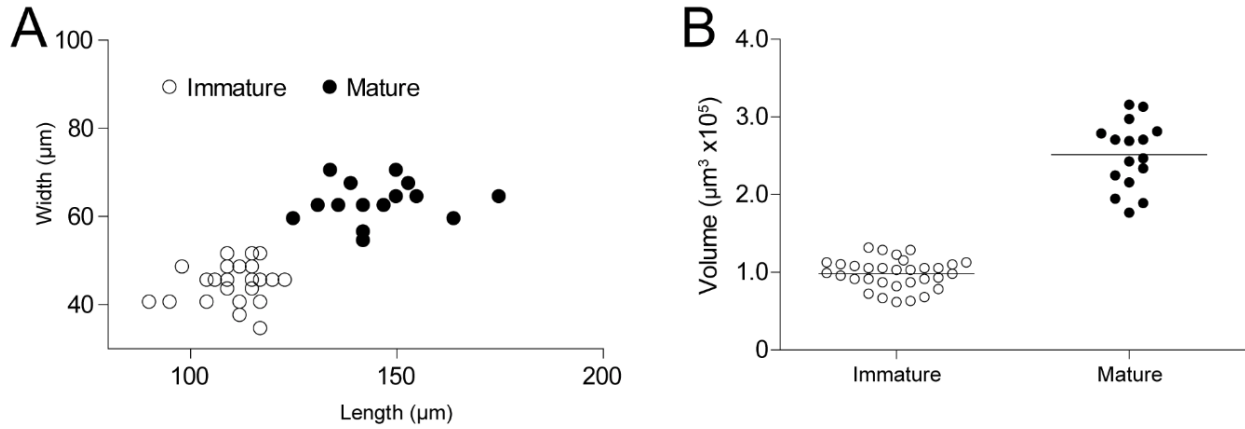 A
100
80
60
40
Width (µm)
Immature
Mature
100
150
200
Length (µm)
B
4.0
3.0
2.0
1.0
0
Volume (µm³ x10⁵)
Immature
Mature